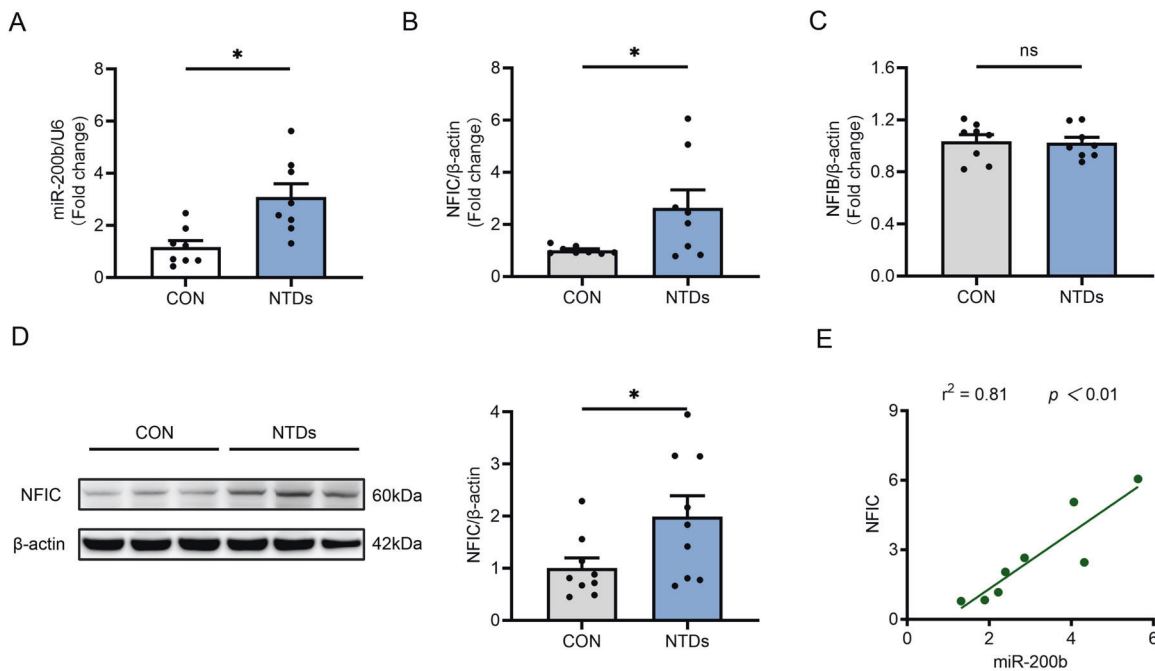 A
miR-200b/U6
(Fold change)
8
6
4
2
0
*
CON
NTDs
B
NFIC/β-actin
(Fold change)
8
6
4
2
0
*
CON
NTDs
C
NFIB/β-actin
(Fold change)
1.6
1.2
0.8
0.4
0.0
ns
CON
NTDs
D
CON
NTDs
NFIC
60kDa
β-actin
42kDa
NFIC/β-actin
4
3
2
1
0
*
CON
NTDs
E
r² = 0.81
p < 0.01
NFIC
9
6
3
0
0
2
4
6
miR-200b